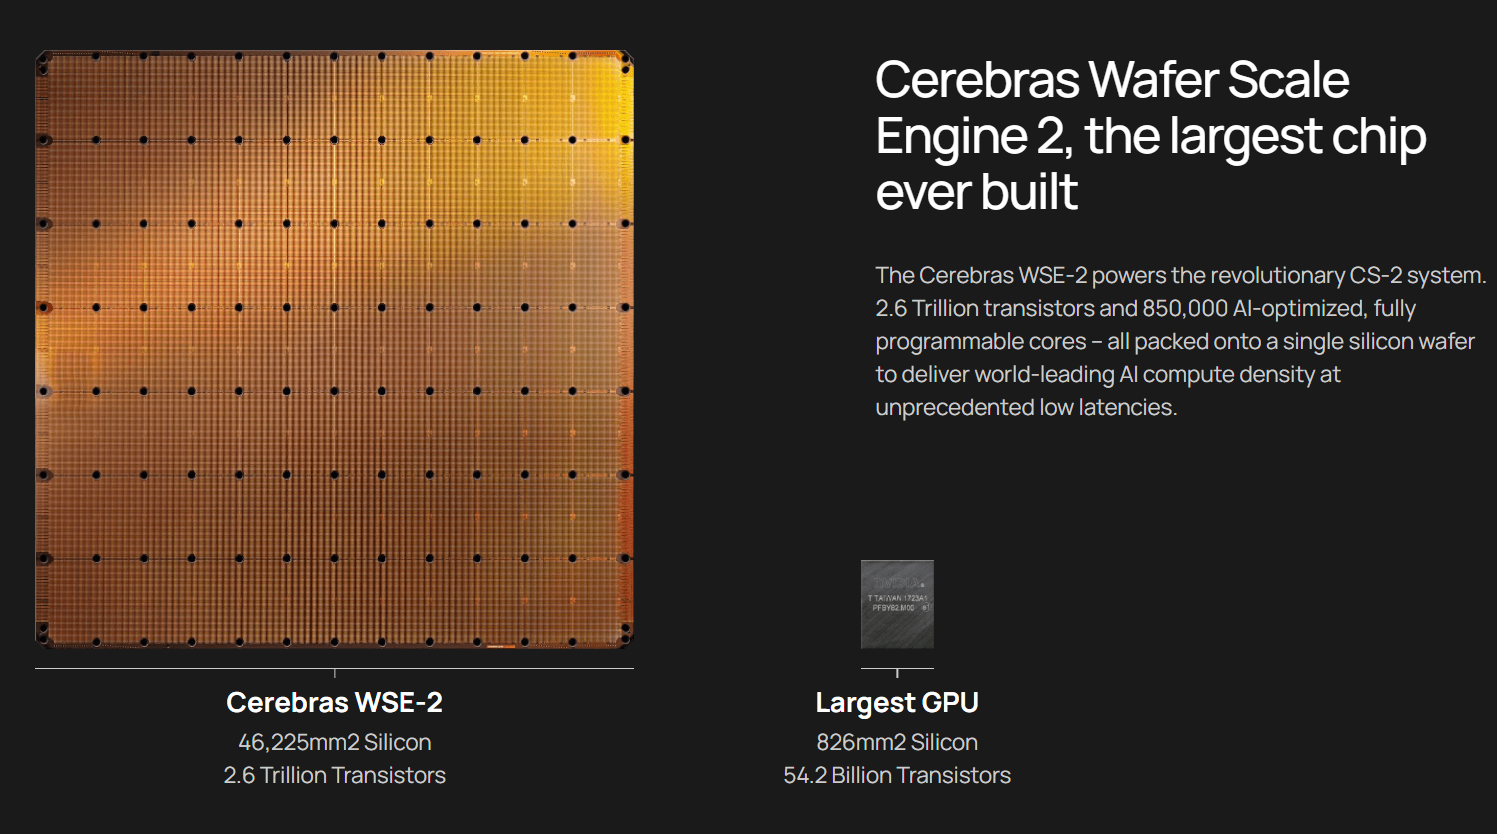 Cerebras Wafer Scale
Engine 2, the largest chip
ever built
The Cerebras WSE-2 powers the revolutionary CS-2 system.
2.6 Trillion transistors and 850,000 AI-optimized, fully
programmable cores – all packed onto a single silicon wafer
to deliver world-leading AI compute density at
unprecedented low latencies.
T TAIWAN 1723A1
PFBY82.M00
Cerebras WSE-2
46,225mm2 Silicon
2.6 Trillion Transistors
Largest GPU
826mm2 Silicon
54.2 Billion Transistors